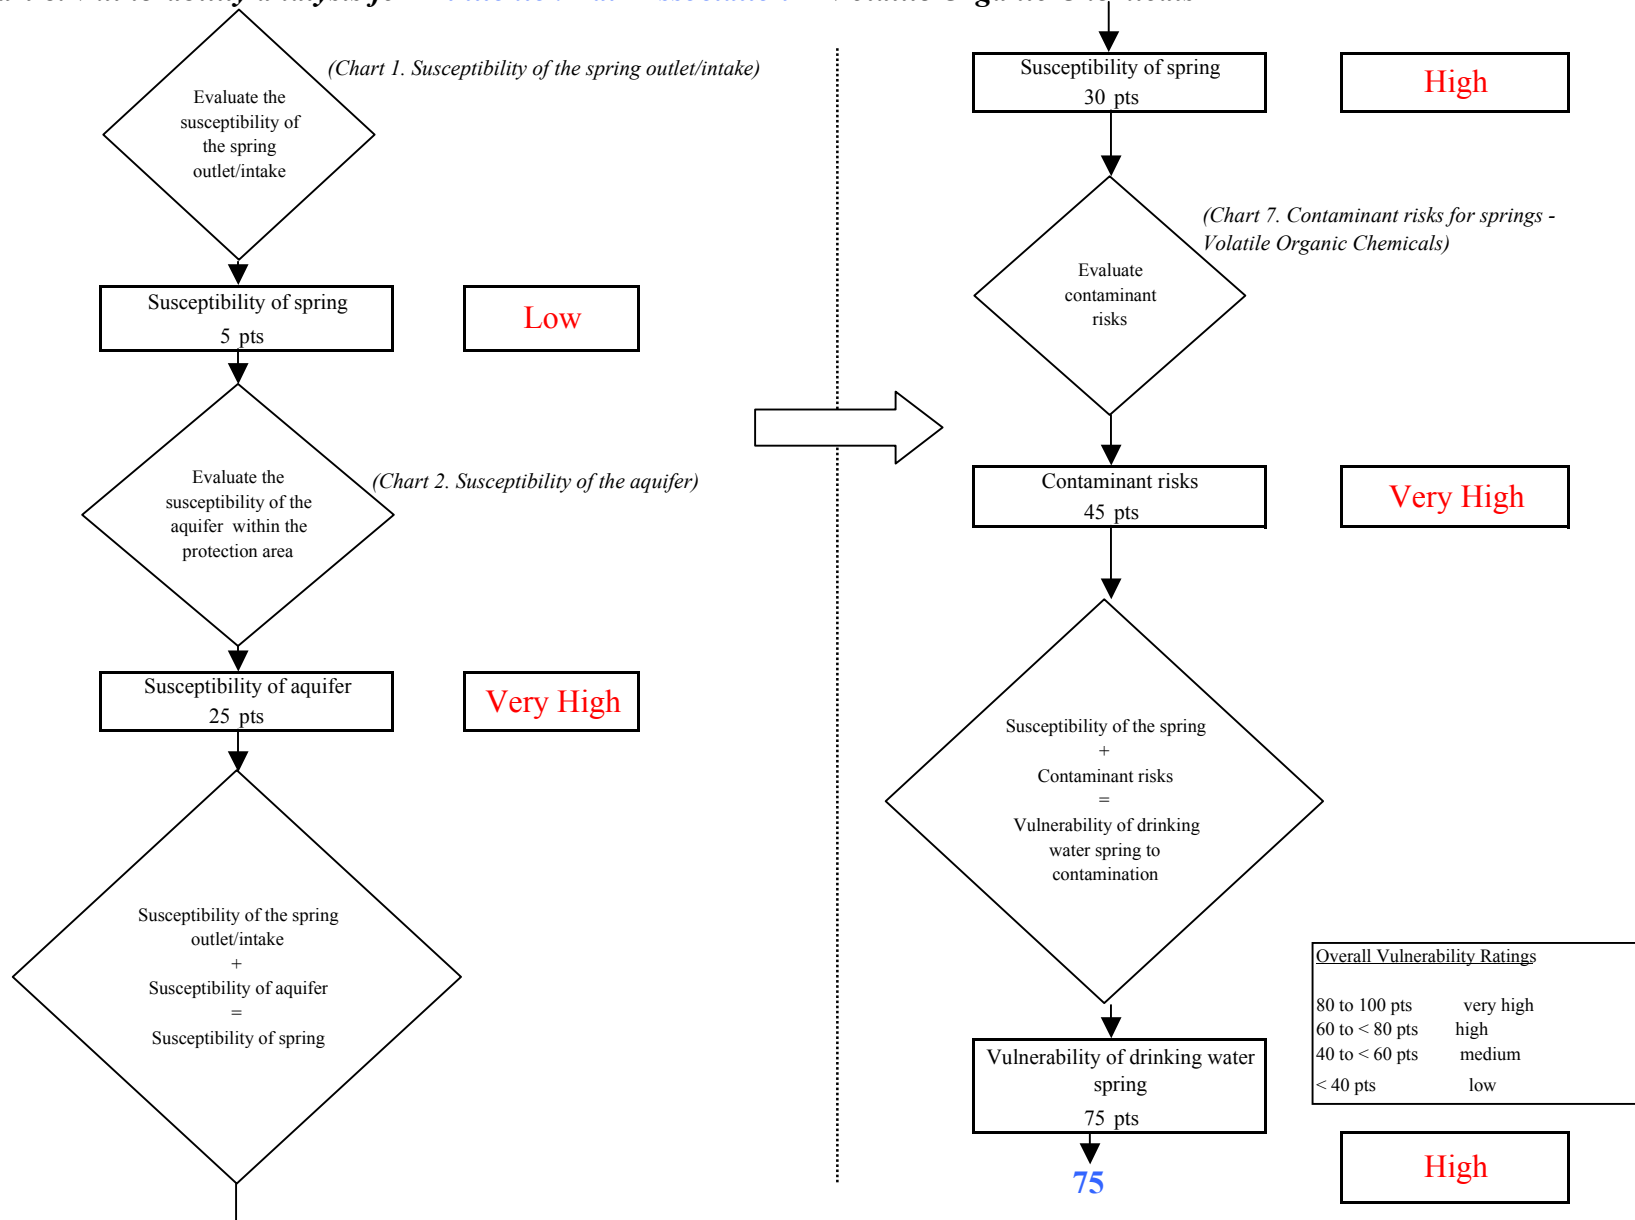 Volatile Organic Chemicals
(Chart 1. Susceptibility of the spring outlet/intake)
Evaluate the
susceptibility of
the spring
outlet/intake
Susceptibility of spring
5 pts
Low
Evaluate the
susceptibility of the
aquifer within the
protection area
(Chart 2. Susceptibility of the aquifer)
Susceptibility of aquifer
25 pts
Very High
Susceptibility of the spring
outlet/intake
+
Susceptibility of aquifer
=
Susceptibility of spring
Susceptibility of spring
30 pts
High
(Chart 7. Contaminant risks for springs -
Volatile Organic Chemicals)
Evaluate
contaminant
risks
Contaminant risks
45 pts
Very High
Susceptibility of the spring
+
Contaminant risks
=
Vulnerability of drinking
water spring to
contamination
Overall Vulnerability Ratings
80 to 100 pts very high
60 to < 80 pts high
40 to < 60 pts medium
< 40 pts low
Vulnerability of drinking water
spring
75 pts
75
High